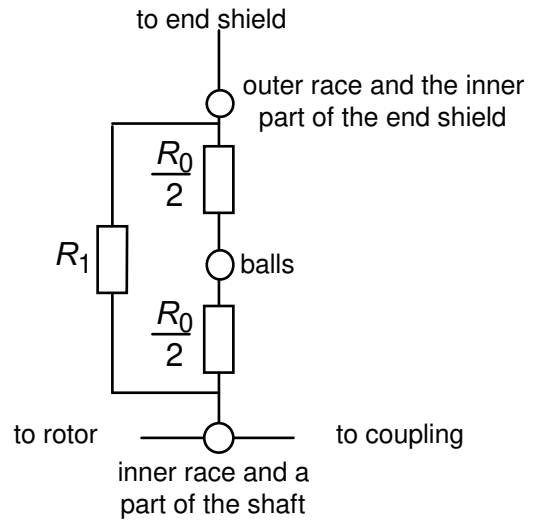 to end shield
outer race and the inner
part of the end shield
R0
2
R1
balls
R0
2
to rotor
to coupling
inner race and a
part of the shaft